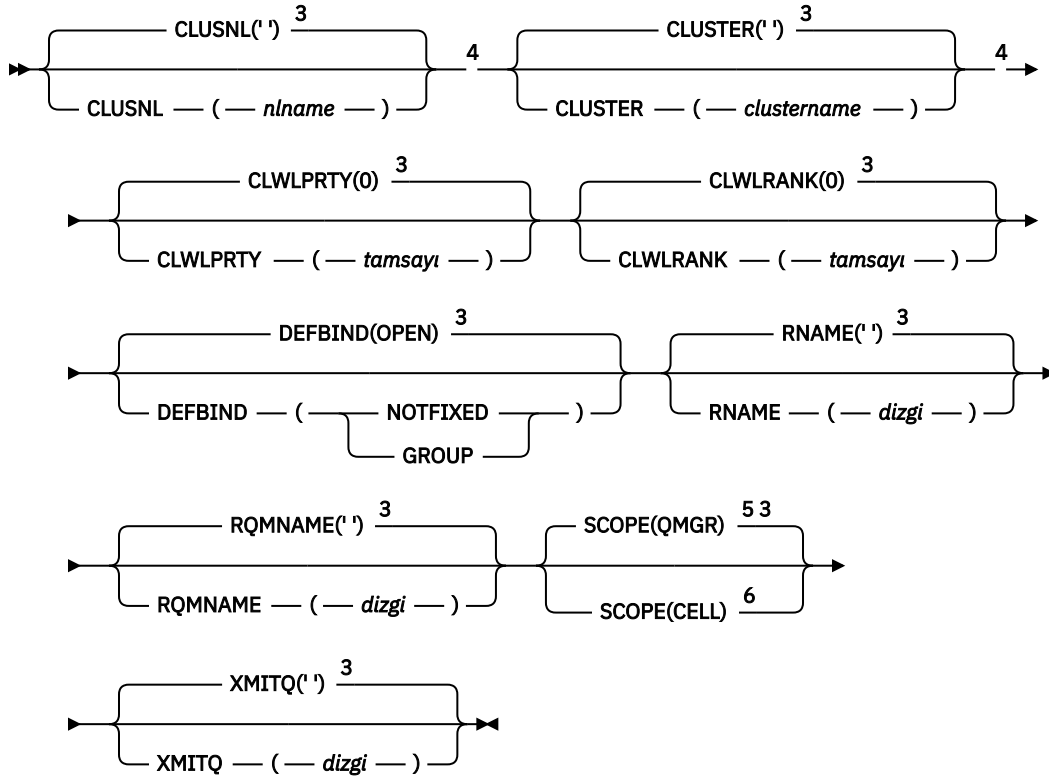 CLUSNL(' ') 3 CLUSTER(' ') 3
4 4
CLUSNL ( nlname ) CLUSTER ( clustername )
CLWLPRTY(0) 3 CLWLRANK(0) 3
CLWLPRTY ( tamsayı ) CLWLRANK ( tamsayı )
DEFBIND(OPEN) 3 RNAME(' ') 3
DEFBIND ( NOTFIXED ) RNAME ( dizgi )
GROUP
RQMNAME(' ') 3 SCOPE(QMGR) 5 3
RQMNAME ( dizgi ) SCOPE(CELL) 6
XMITQ(' ') 3
XMITQ ( dizgi )